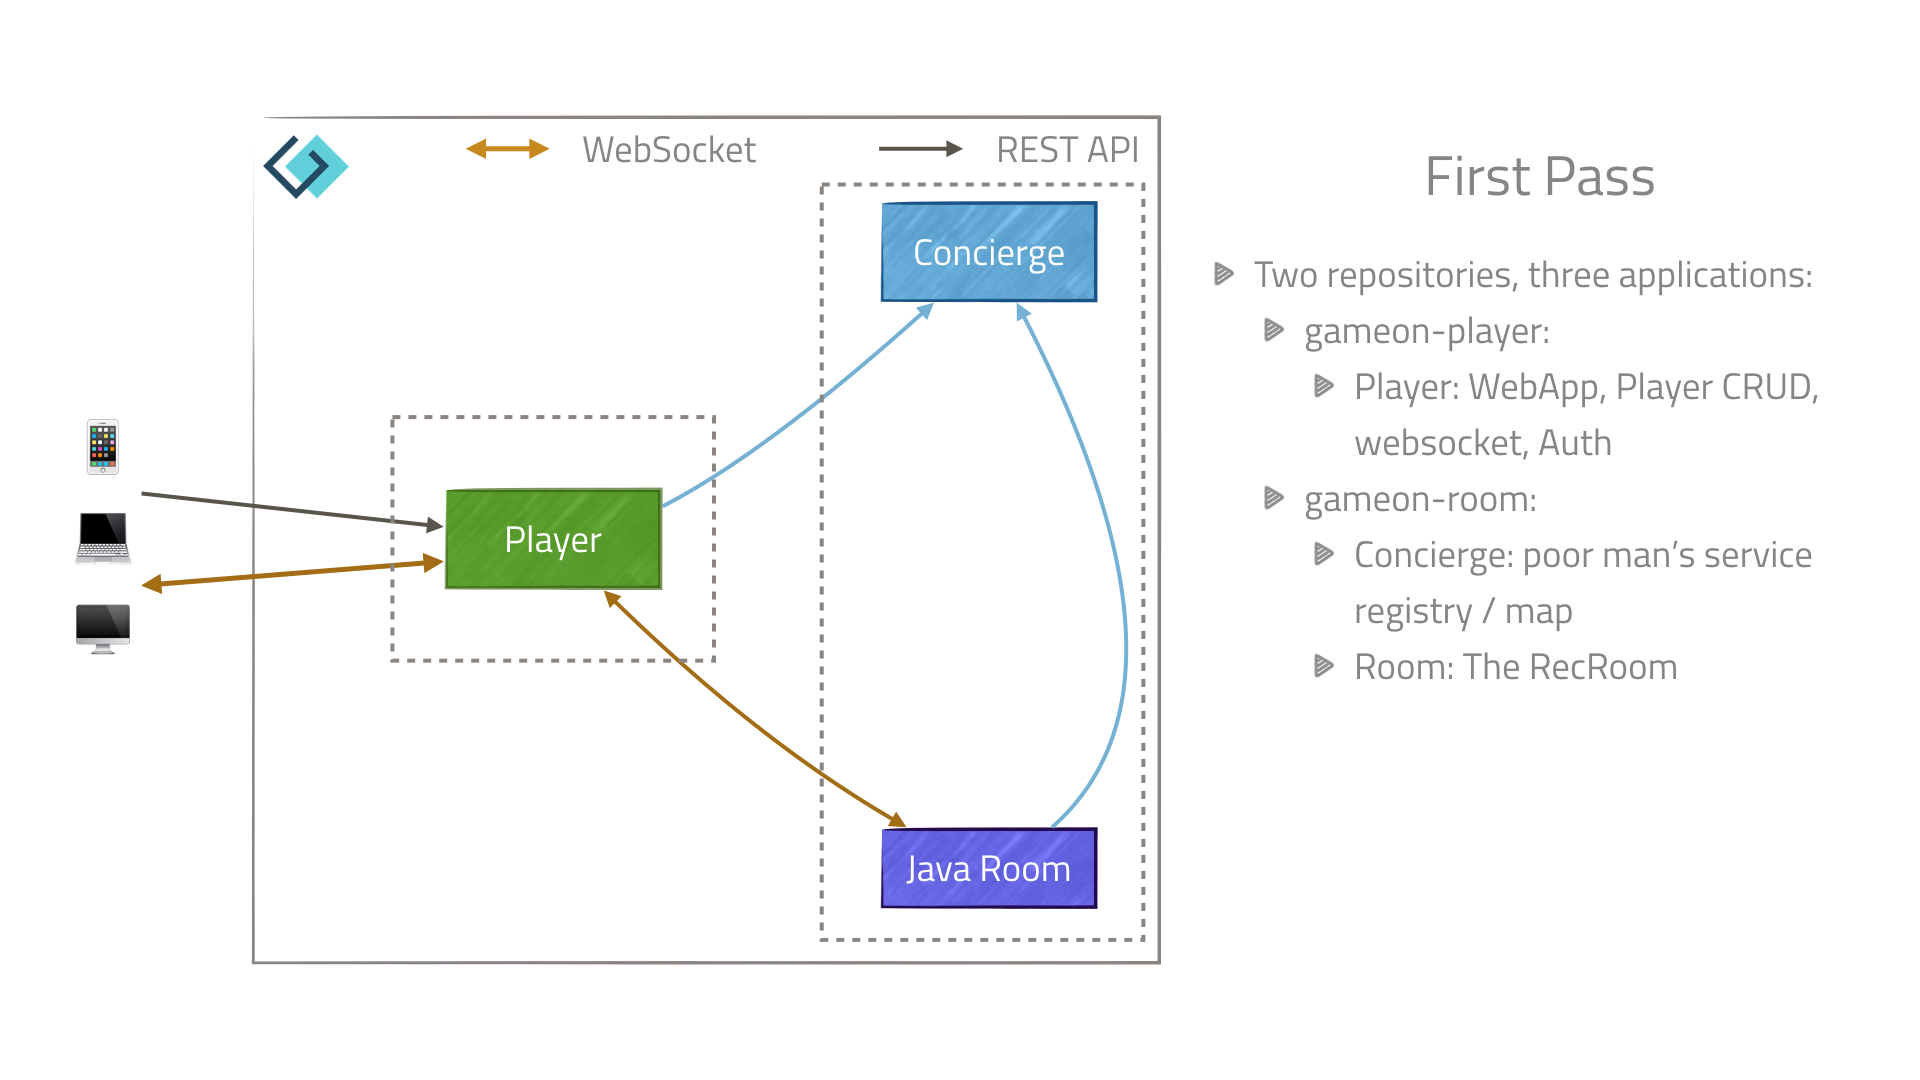 WebSocket
REST API
Concierge
Player
Java Room
First Pass
Two repositories, three applications:
gameon-player:
Player: WebApp, Player CRUD,
websocket, Auth
gameon-room:
Concierge: poor man’s service
registry / map
Room: The RecRoom